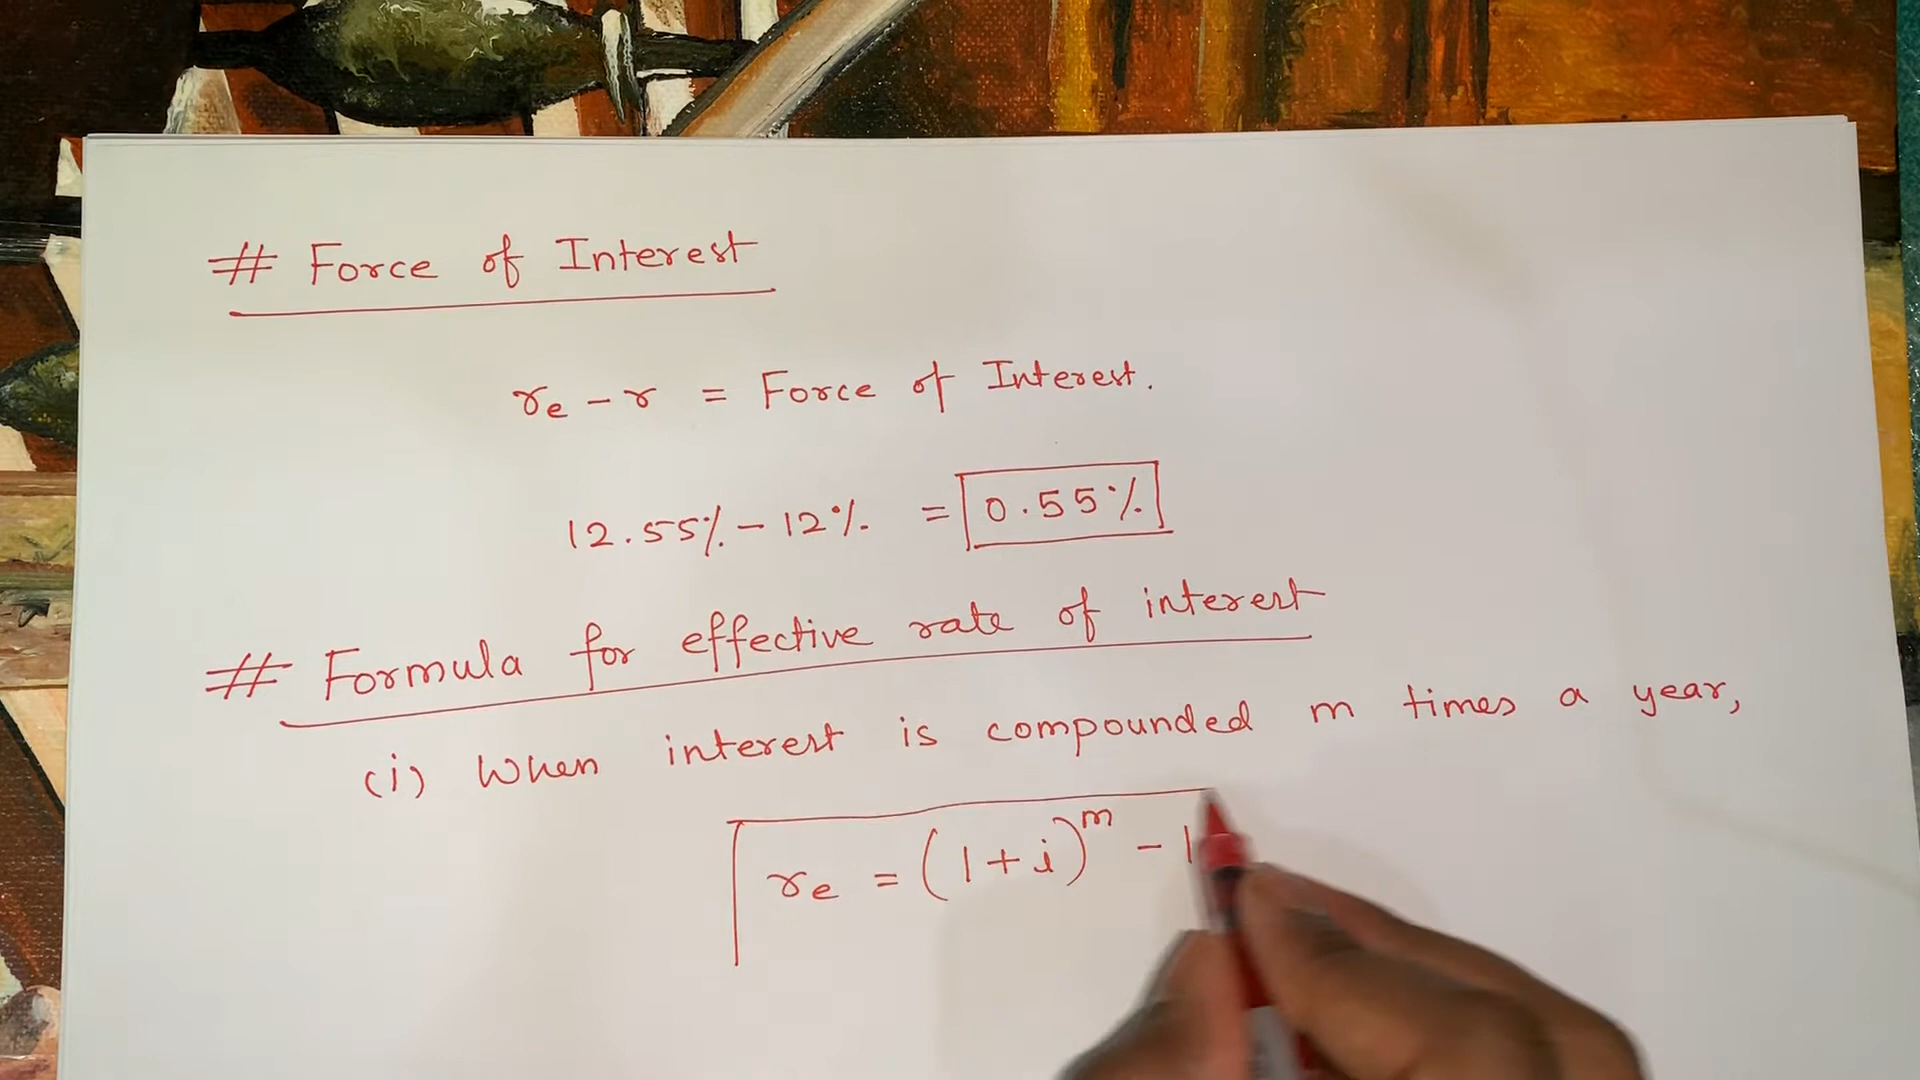 # Force of Interest
re - r = Force of Interest.
12.55% - 12% = 0.55%
# Formula for effective rate of interest
(i) When interest is compounded m times a year,
re = (1+i)^m - 1